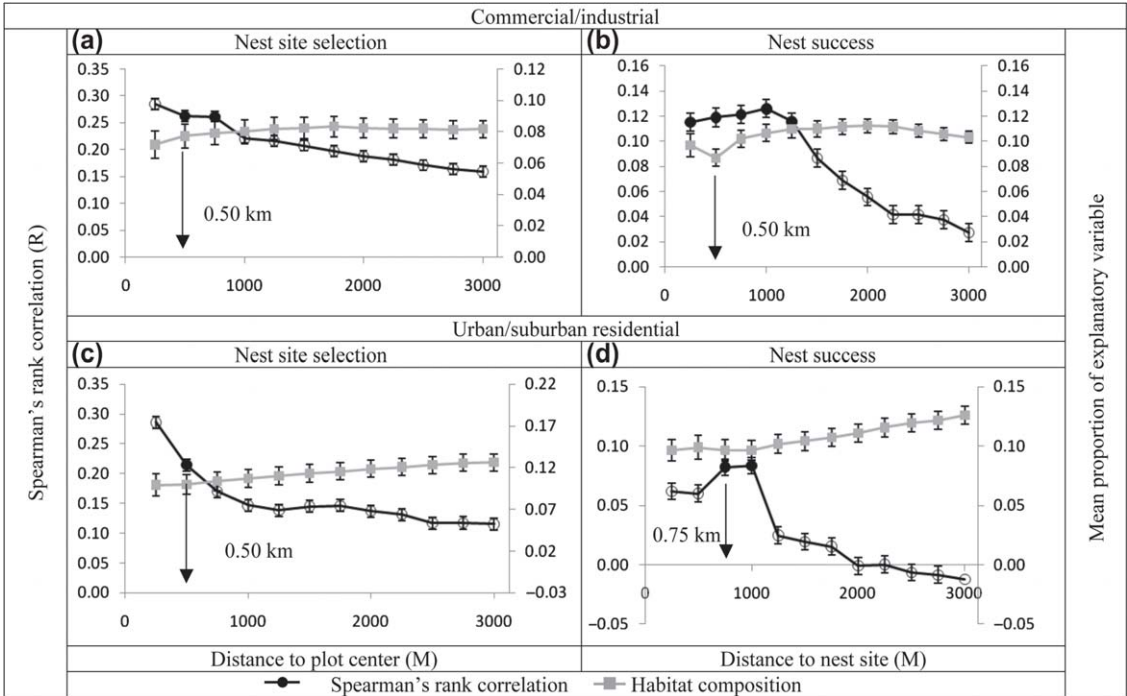 Commercial/industrial
(a)
Nest site selection
(b)
Nest success
0.35
0.30
0.25
0.20
0.15
0.10
0.05
0.00
0.12
0.10
0.08
0.06
0.04
0.02
0.00
0.50 km
0 1000 2000 3000
0.16
0.14
0.12
0.10
0.08
0.06
0.04
0.02
0.00
0.16
0.14
0.12
0.10
0.08
0.06
0.04
0.02
0.00
0.50 km
0 1000 2000 3000
Spearman's rank correlation (R)
Mean proportion of explanatory variable
Urban/suburban residential
(c)
Nest site selection
(d)
Nest success
0.35
0.30
0.25
0.20
0.15
0.10
0.05
0.00
0.22
0.17
0.12
0.07
0.02
−0.03
0.50 km
0 1000 2000 3000
0.15
0.10
0.05
0.00
−0.05
0.15
0.10
0.05
0.00
−0.05
0.75 km
0 1000 2000 3000
Distance to plot center (M)
Distance to nest site (M)
Spearman's rank correlation
Habitat composition